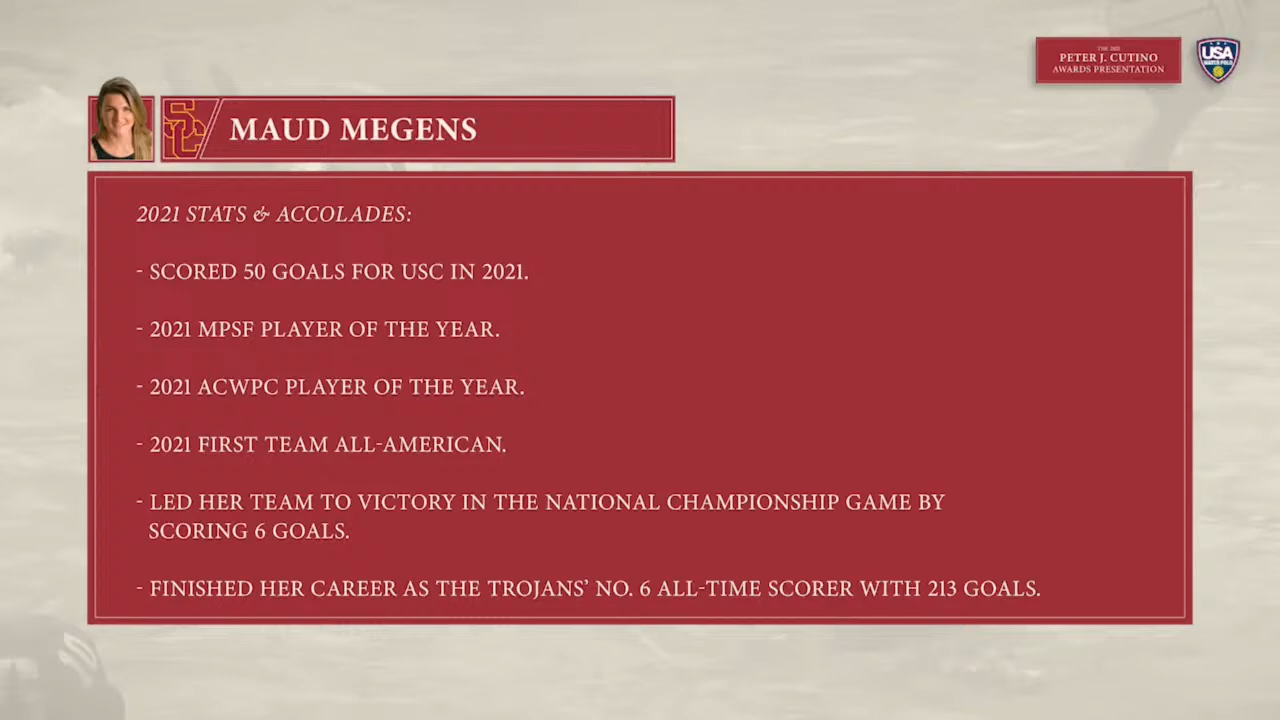 THE 2021
PETER J. CUTINO
AWARDS PRESENTATION
USA
WATER POLO
SC
MAUD MEGENS
2021 STATS & ACCOLADES:
- SCORED 50 GOALS FOR USC IN 2021.
- 2021 MPSF PLAYER OF THE YEAR.
- 2021 ACWPC PLAYER OF THE YEAR.
- 2021 FIRST TEAM ALL-AMERICAN.
- LED HER TEAM TO VICTORY IN THE NATIONAL CHAMPIONSHIP GAME BY
SCORING 6 GOALS.
- FINISHED HER CAREER AS THE TROJANS’ NO. 6 ALL-TIME SCORER WITH 213 GOALS.